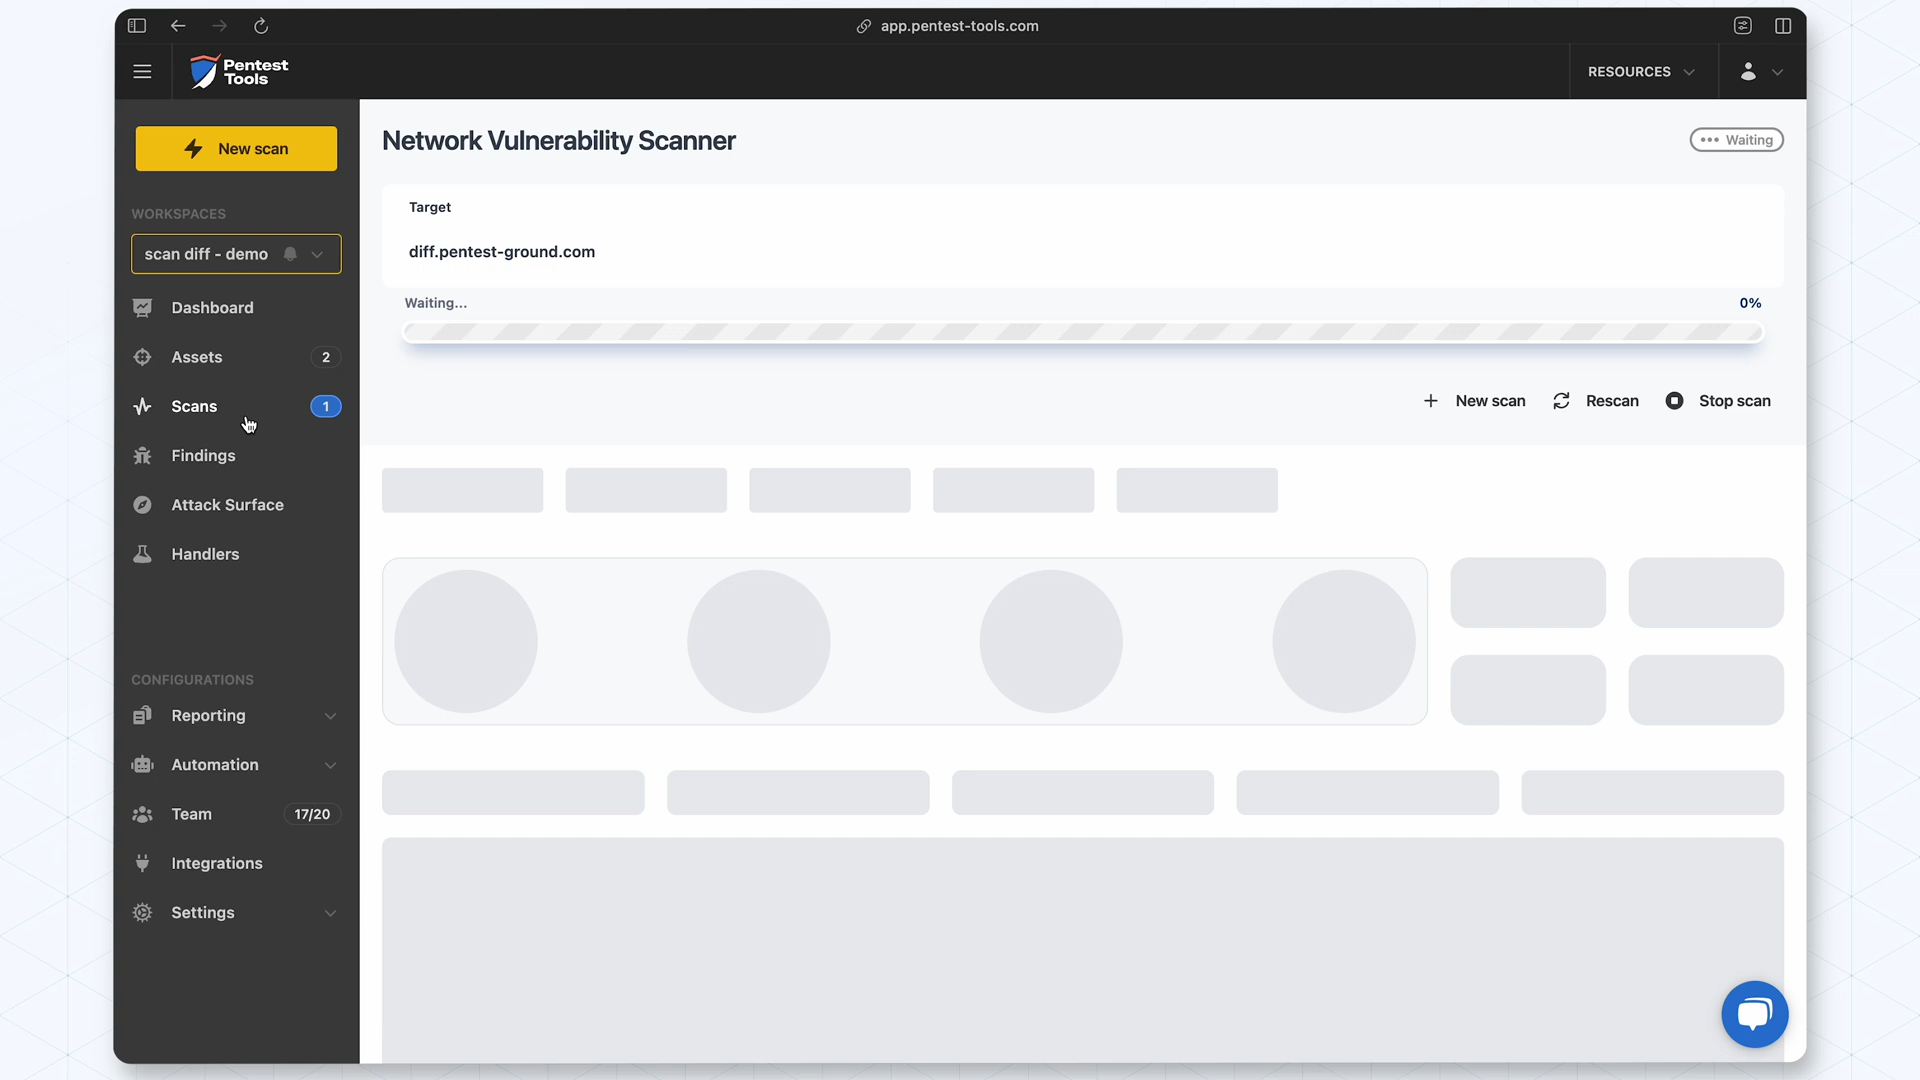 app.pentest-tools.com
Pentest
Tools
RESOURCES
New scan
WORKSPACES
scan diff - demo
Dashboard
Assets 2
Scans 1
Findings
Attack Surface
Handlers
CONFIGURATIONS
Reporting
Automation
Team 17/20
Integrations
Settings
Network Vulnerability Scanner
••• Waiting
Target
diff.pentest-ground.com
Waiting... 0%
New scan Rescan Stop scan